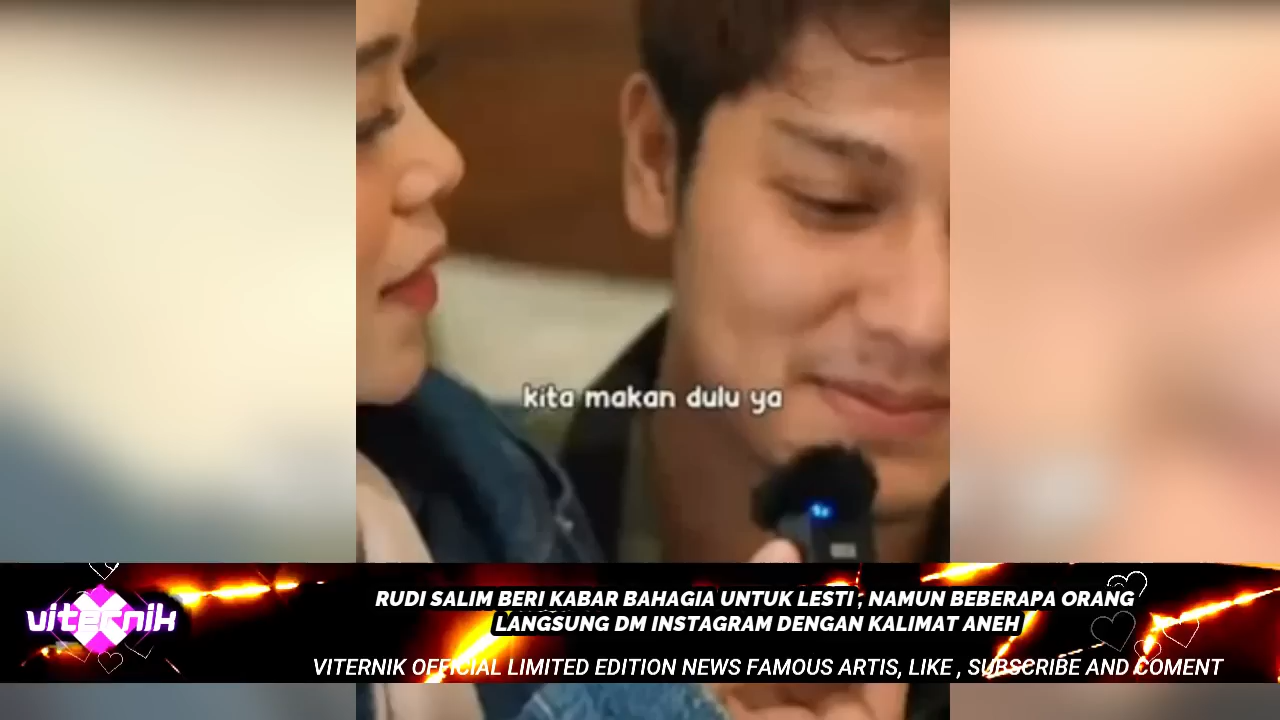 kita makan dulu ya
RUDI SALIM BERI KABAR BAHAGIA UNTUK LESTI ; NAMUN BEBERAPA ORANG
LANGSUNG DM INSTAGRAM DENGAN KALIMAT ANEH
viternik
VITERNIK OFFICIAL LIMITED EDITION NEWS FAMOUS ARTIS, LIKE , SUBSCRIBE AND COMENT